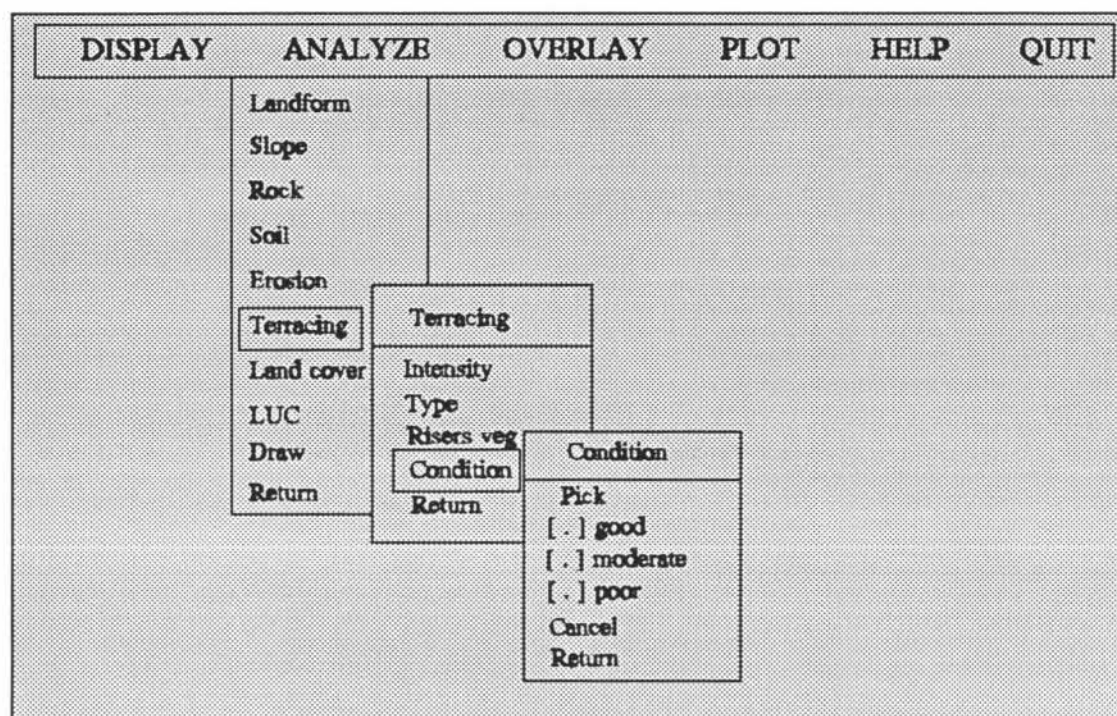 DISPLAY ANALYZE OVERLAY PLOT HELP QUIT
Landform
Slope
Rock
Soil
Erosion
Terracing
Land cover
LUC
Draw
Return
Terracing
Intensity
Type
Risers veg
Condition
Return
Condition
Pick
[ . ] good
[ . ] moderate
[ . ] poor
Cancel
Return